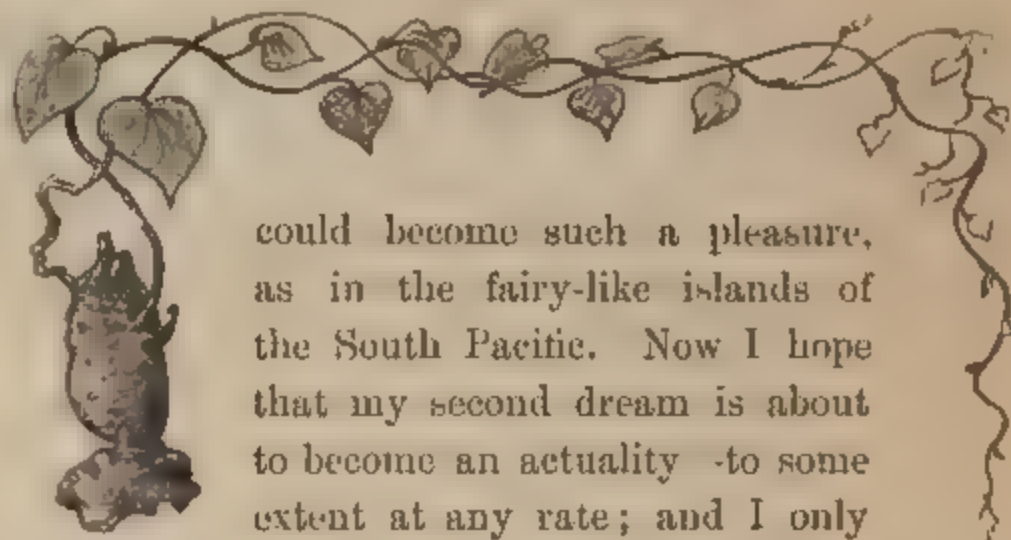 could become such a pleasure,
as in the fairy-like islands of
the South Pacific. Now I hope
that my second dream is about
to become an actuality -to some
extent at any rate; and I only